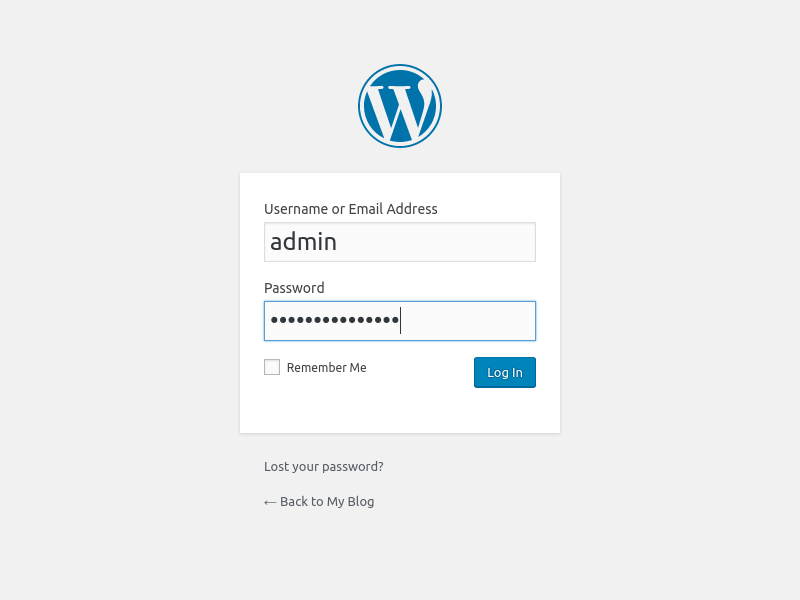 Username or Email Address
admin
Password
•••••••••••••••
Remember Me
Log In
Lost your password?
← Back to My Blog